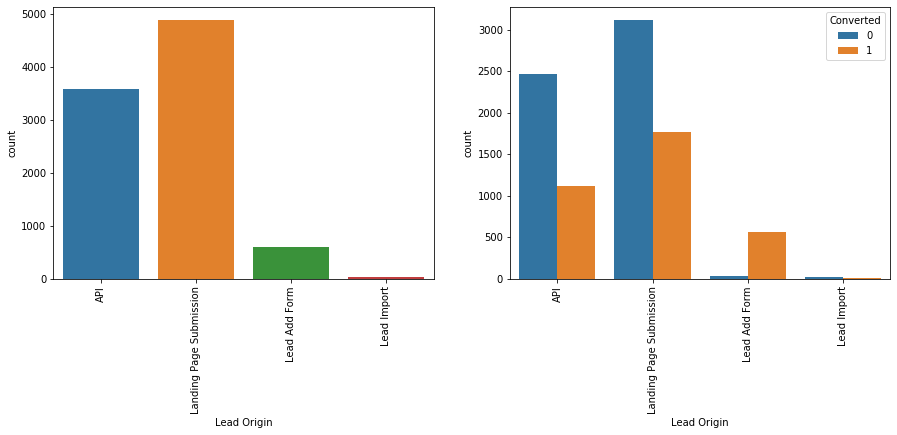 5000
4000
3000
2000
1000
0
count
API
Landing Page Submission
Lead Add Form
Lead Import
Lead Origin
3000
2500
2000
1500
1000
500
0
count
Converted
0
1
API
Landing Page Submission
Lead Add Form
Lead Import
Lead Origin